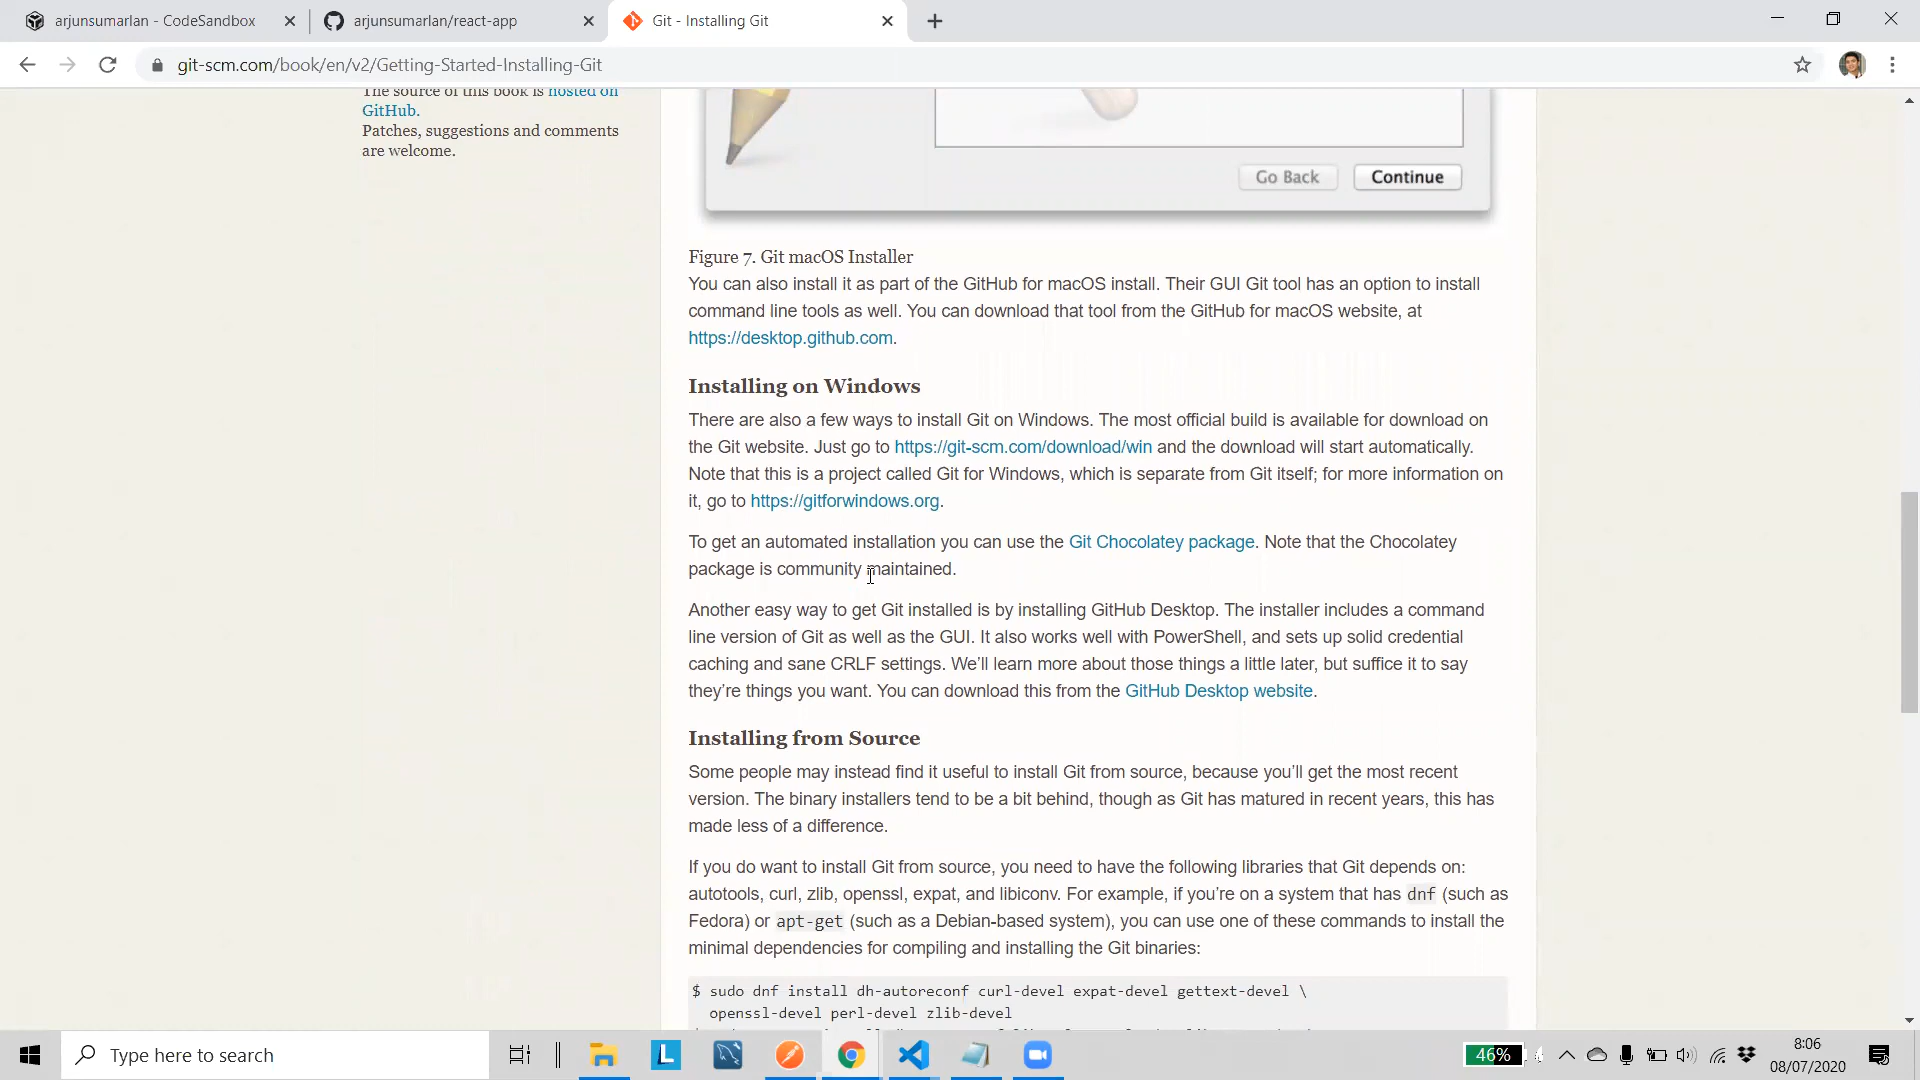 arjunsumarlan - CodeSandbox
arjunsumarlan/react-app
Git - Installing Git
git-scm.com/book/en/v2/Getting-Started-Installing-Git
The source of this book is hosted on
GitHub.
Patches, suggestions and comments
are welcome.
Go Back
Continue
Figure 7. Git macOS Installer
You can also install it as part of the GitHub for macOS install. Their GUI Git tool has an option to install
command line tools as well. You can download that tool from the GitHub for macOS website, at
https://desktop.github.com.
Installing on Windows
There are also a few ways to install Git on Windows. The most official build is available for download on
the Git website. Just go to https://git-scm.com/download/win and the download will start automatically.
Note that this is a project called Git for Windows, which is separate from Git itself; for more information on
it, go to https://gitforwindows.org.
To get an automated installation you can use the Git Chocolatey package. Note that the Chocolatey
package is community maintained.
Another easy way to get Git installed is by installing GitHub Desktop. The installer includes a command
line version of Git as well as the GUI. It also works well with PowerShell, and sets up solid credential
caching and sane CRLF settings. We’ll learn more about those things a little later, but suffice it to say
they’re things you want. You can download this from the GitHub Desktop website.
Installing from Source
Some people may instead find it useful to install Git from source, because you’ll get the most recent
version. The binary installers tend to be a bit behind, though as Git has matured in recent years, this has
made less of a difference.
If you do want to install Git from source, you need to have the following libraries that Git depends on:
autotools, curl, zlib, openssl, expat, and libiconv. For example, if you’re on a system that has dnf (such as
Fedora) or apt-get (such as a Debian-based system), you can use one of these commands to install the
minimal dependencies for compiling and installing the Git binaries:
$ sudo dnf install dh-autoreconf curl-devel expat-devel gettext-devel \
openssl-devel perl-devel zlib-devel
Type here to search
L
46%
8:06
08/07/2020